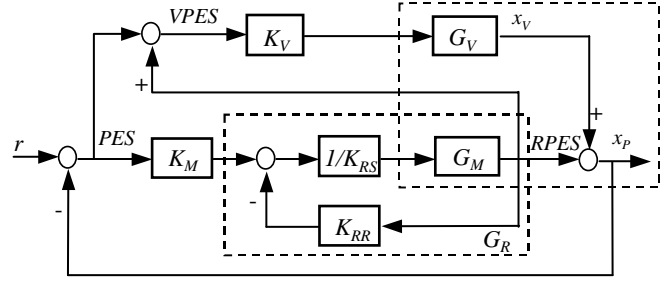 VPES
K_V
G_V
x_V
+
+
r
PES
K_M
1/K_RS
G_M
RPES
x_P
-
-
K_RR
G_R